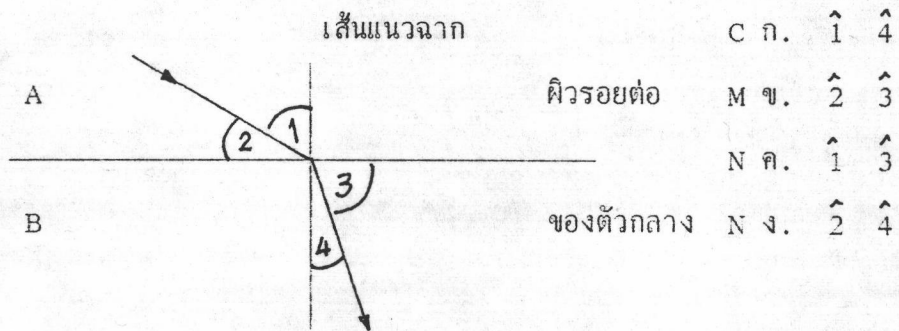 เส้นแนวฉาก C ก. 1̂ 4̂
A ผิวรอยต่อ M ข. 2̂ 3̂
2 1
3 N ค. 1̂ 3̂
B ของตัวกลาง N ง. 2̂ 4̂
4